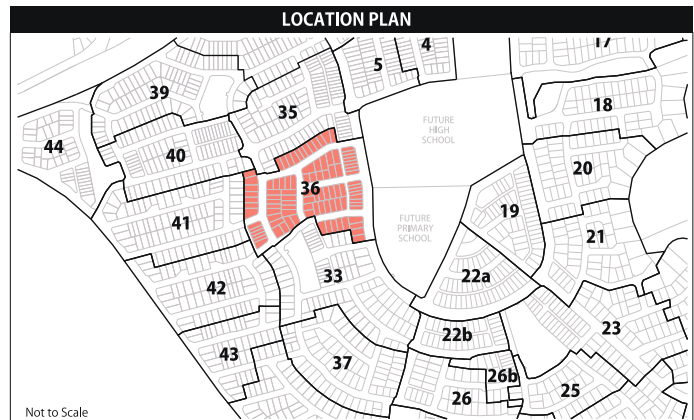 LOCATION PLAN
4
17
5
39
18
35
FUTURE
HIGH
SCHOOL
44
40
20
36
19
41
FUTURE
PRIMARY
SCHOOL
21
33
22a
42
23
22b
43
37
26b
25
26
Not to Scale